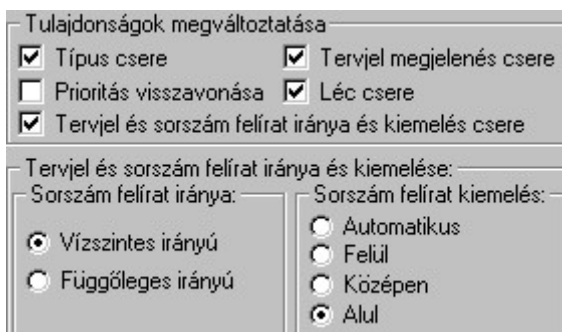 Tulajdonságok megváltoztatása
Típus csere
Tervjel megjelenés csere
Prioritás visszavonása
Léc csere
Tervjel és sorszám felírat iránya és kiemelés csere
Tervjel és sorszám felírat iránya és kiemelése:
Sorszám felírat iránya:
Vízszintes irányú
Függőleges irányú
Sorszám felírat kiemelés:
Automatikus
Felül
Középen
Alul